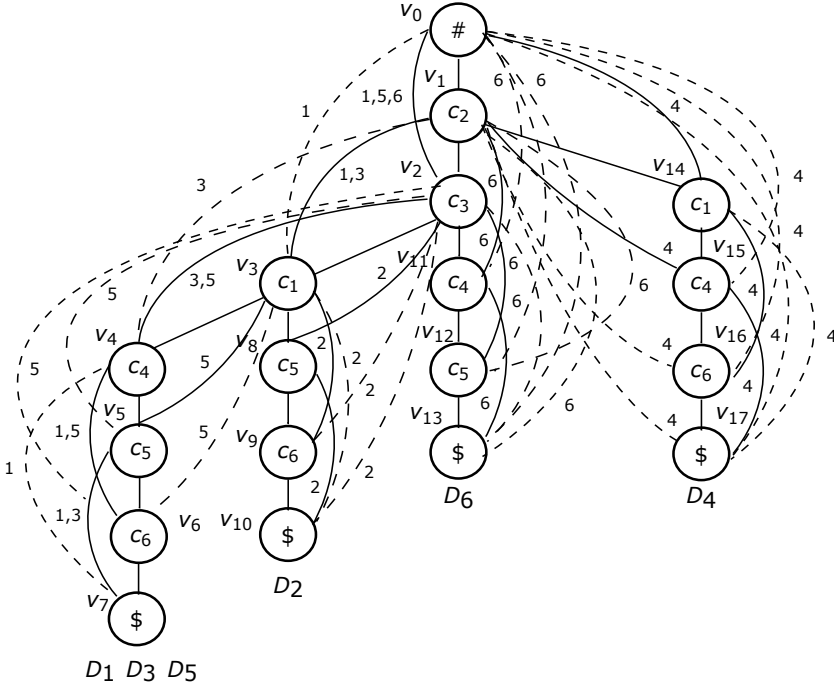 v0 #
v1 6 6
1,5,6 c2 4
1
v2 v14
3 1,3 6 4
c3 c1
v3 v11 6 v15 4
c1 3,5 2 c4 6 4 c4
5 6 6 4
v4 v8 v12 v16
c4 5 c5 2 2 c5 4 c6 4 4
5 v5 2 4
1,5 c5 5 v9 c6 v13 $ 6 6 4 v17 $
1 2 2
1,3 c6 v6 v10 $ D6 D4
v7 $ D2
D1 D3 D5